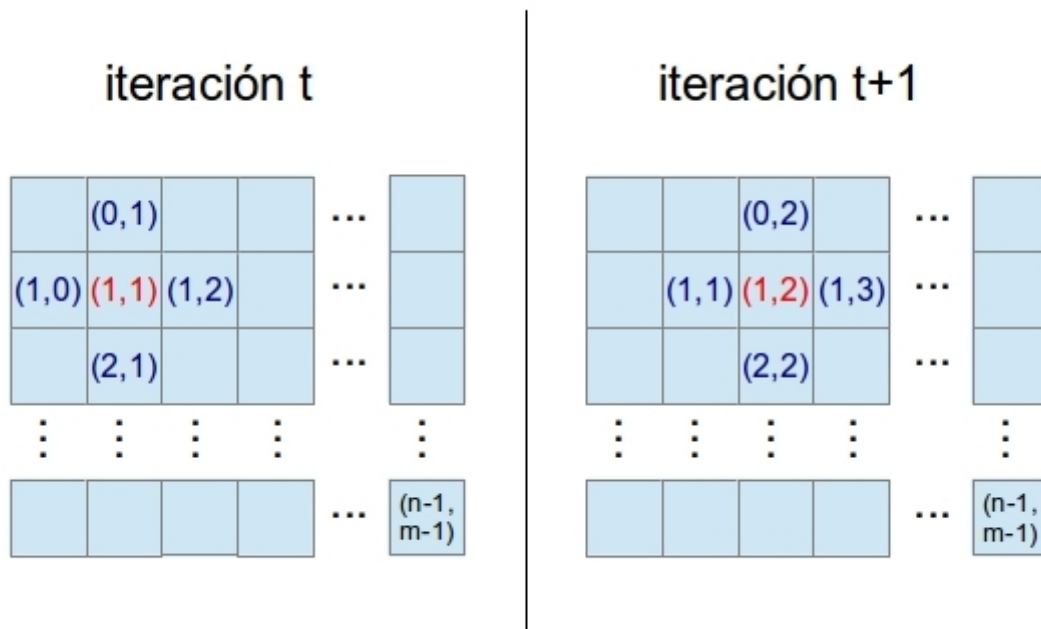 iteración t
(0,1)
...
(1,0) (1,1) (1,2)
...
(2,1)
...
...
(n-1,
m-1)
iteración t+1
(0,2)
...
(1,1) (1,2) (1,3)
...
(2,2)
...
...
(n-1,
m-1)